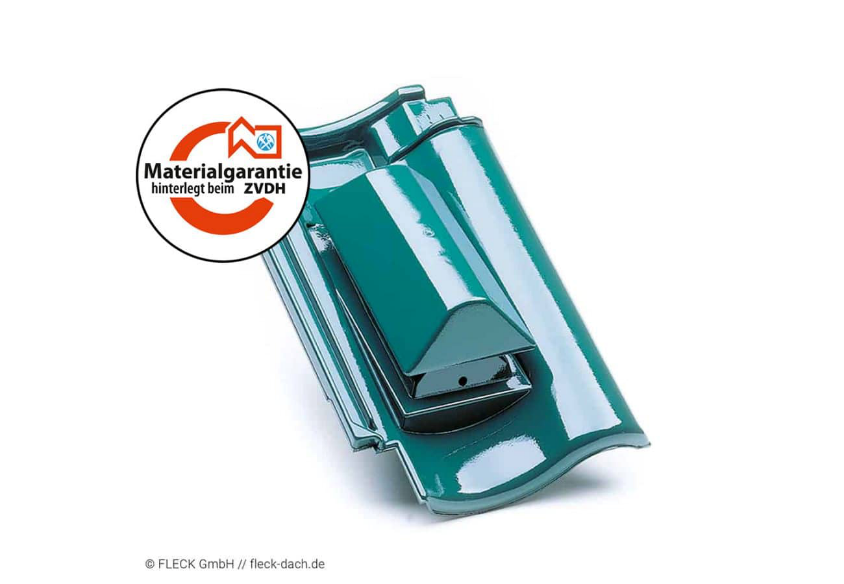 Materialgarantie
hinterlegt beim ZVDH
© FLECK GmbH // fleck-dach.de